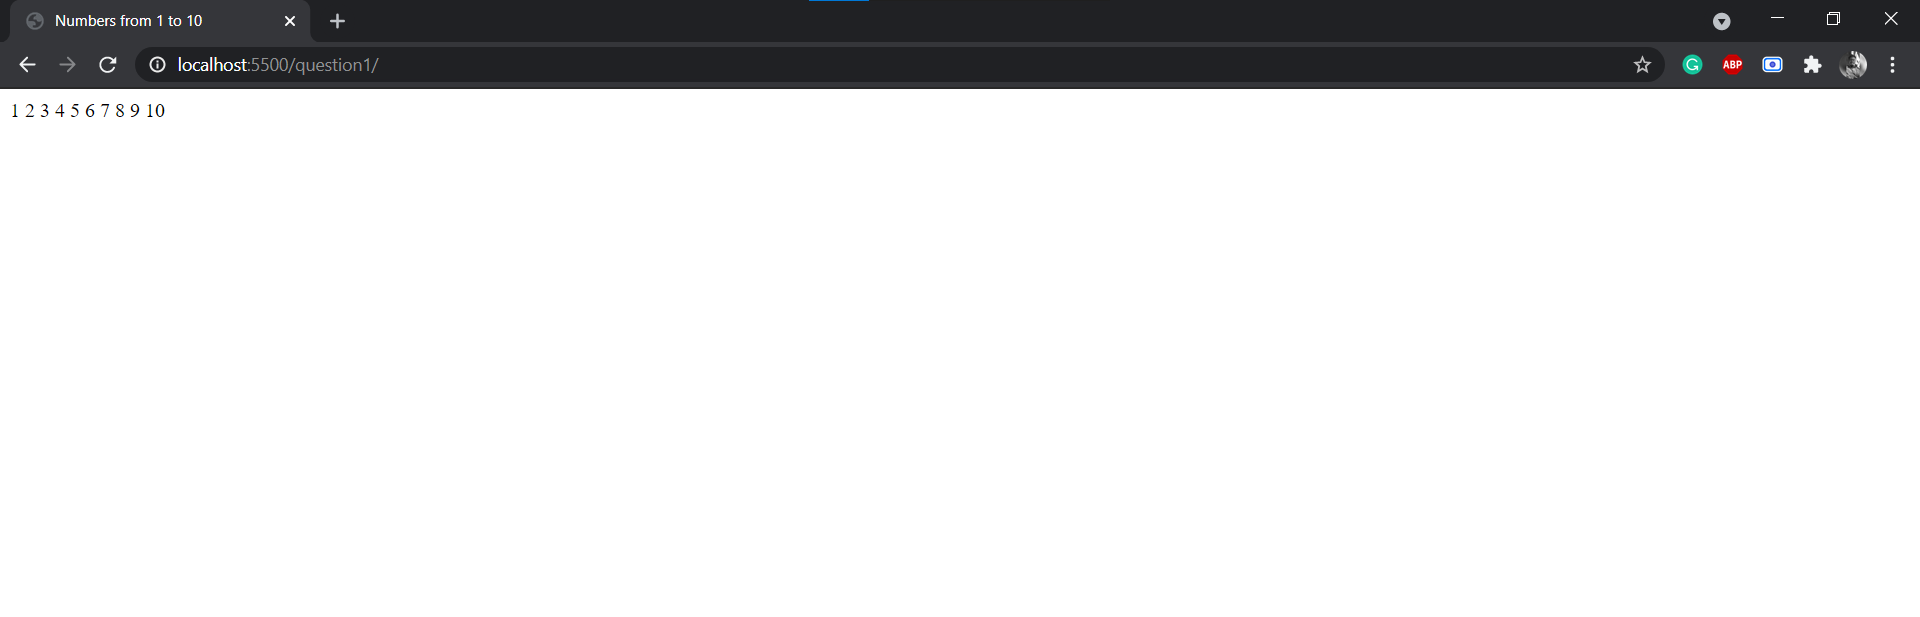 Numbers from 1 to 10
localhost:5500/question1/
ABP
1 2 3 4 5 6 7 8 9 10